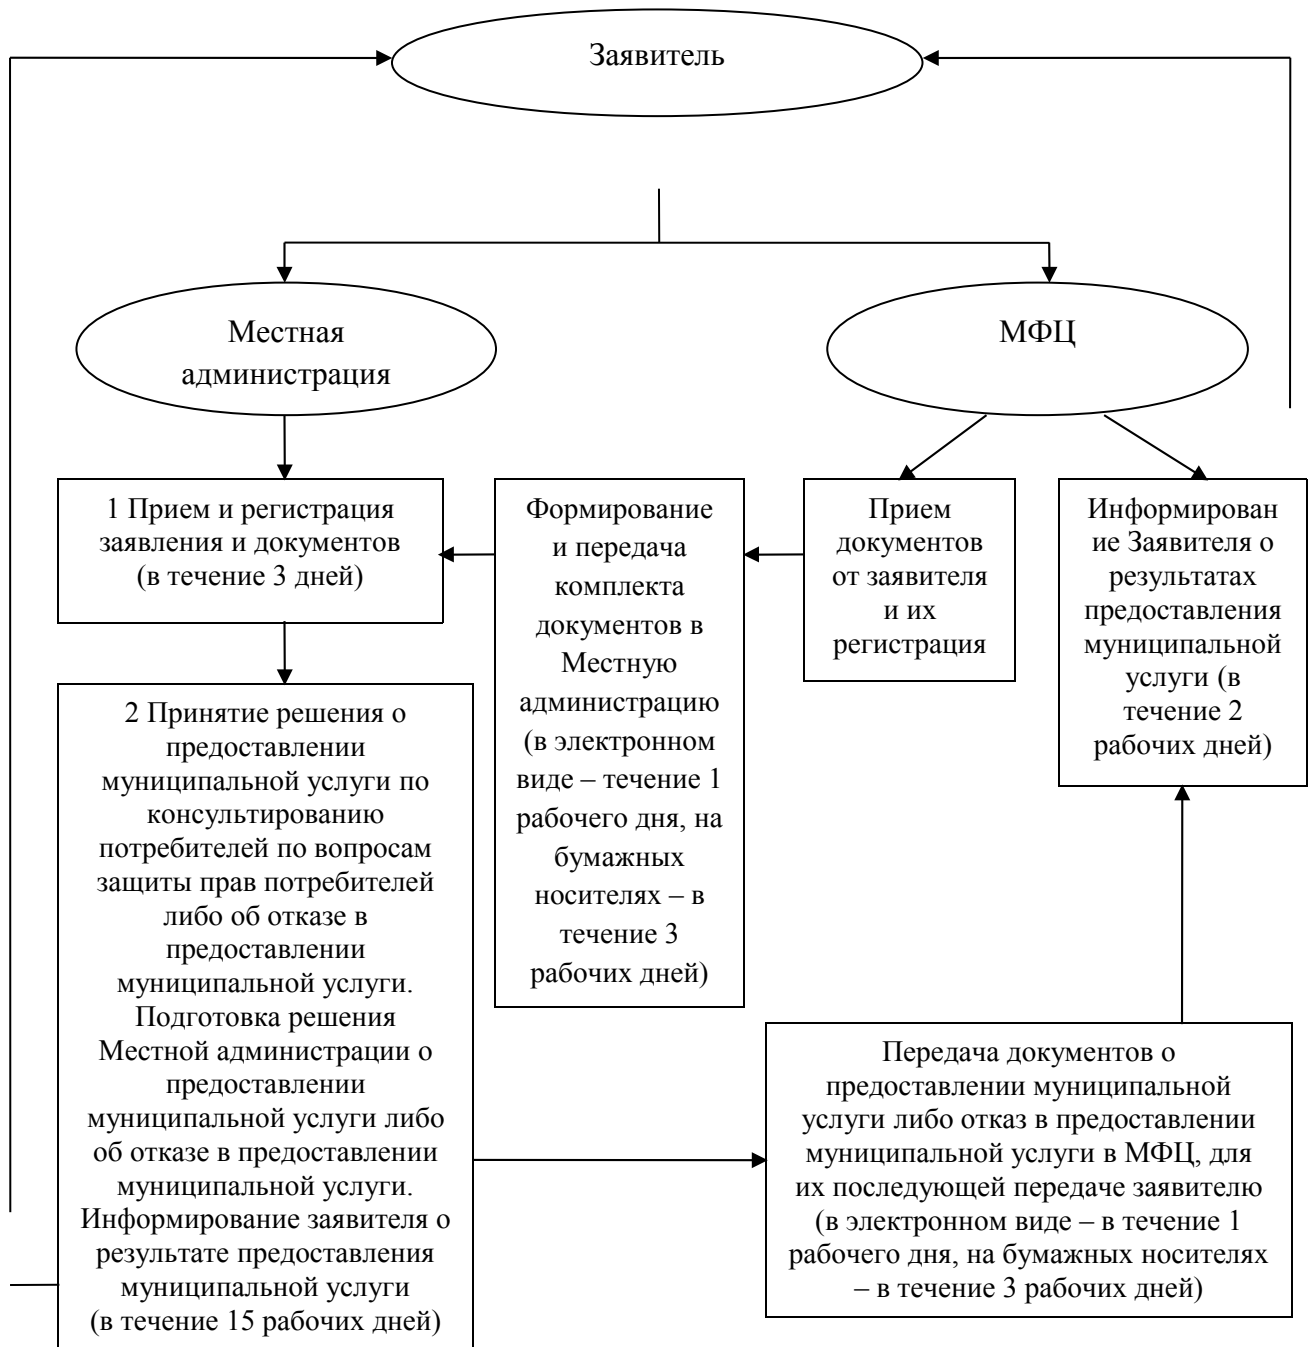 Заявитель
Местная
администрация
МФЦ
1 Прием и регистрация
заявления и документов
(в течение 3 дней)
Формирование
и передача
комплекта
документов в
Местную
администрацию
(в электронном
виде – течение 1
рабочего дня, на
бумажных
носителях – в
течение 3
рабочих дней)
Прием
документов
от заявителя
и их
регистрация
Информирован
ие Заявителя о
результатах
предоставления
муниципальной
услуги (в
течение 2
рабочих дней)
2 Принятие решения о
предоставлении
муниципальной услуги по
консультированию
потребителей по вопросам
защиты прав потребителей
либо об отказе в
предоставлении
муниципальной услуги.
Подготовка решения
Местной администрации о
предоставлении
муниципальной услуги либо
об отказе в предоставлении
муниципальной услуги.
Информирование заявителя о
результате предоставления
муниципальной услуги
(в течение 15 рабочих дней)
Передача документов о
предоставлении муниципальной
услуги либо отказ в предоставлении
муниципальной услуги в МФЦ, для
их последующей передаче заявителю
(в электронном виде – в течение 1
рабочего дня, на бумажных носителях
– в течение 3 рабочих дней)